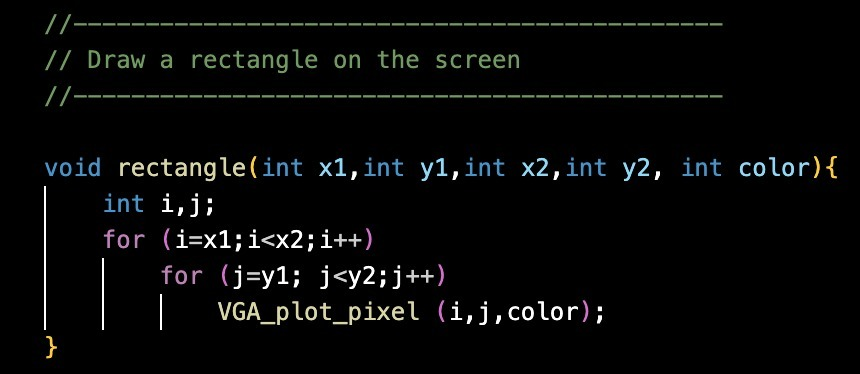 //---------------------------------------------
// Draw a rectangle on the screen
//---------------------------------------------
void rectangle(int x1,int y1,int x2,int y2, int color){
int i,j;
for (i=x1;i<x2;i++)
for (j=y1; j<y2;j++)
VGA_plot_pixel (i,j,color);
}